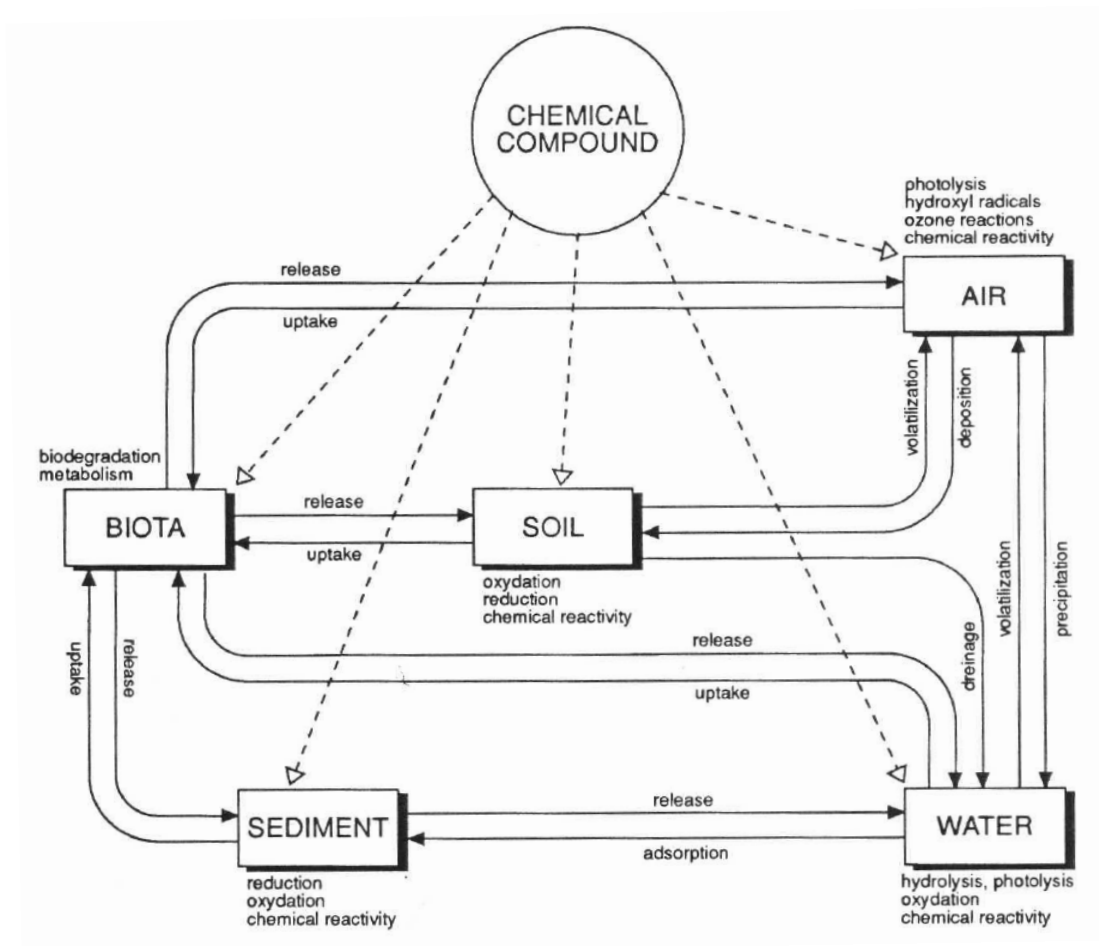 CHEMICAL
COMPOUND
photolysis
hydroxyl radicals
ozone reactions
chemical reactivity
AIR
release
uptake
volatilization
deposition
biodegradation
metabolism
BIOTA
release
uptake
SOIL
oxydation
reduction
chemical reactivity
volatilization
precipitation
uptake
release
release
uptake
dreinage
SEDIMENT
reduction
oxydation
chemical reactivity
release
adsorption
WATER
hydrolysis, photolysis
oxydation
chemical reactivity